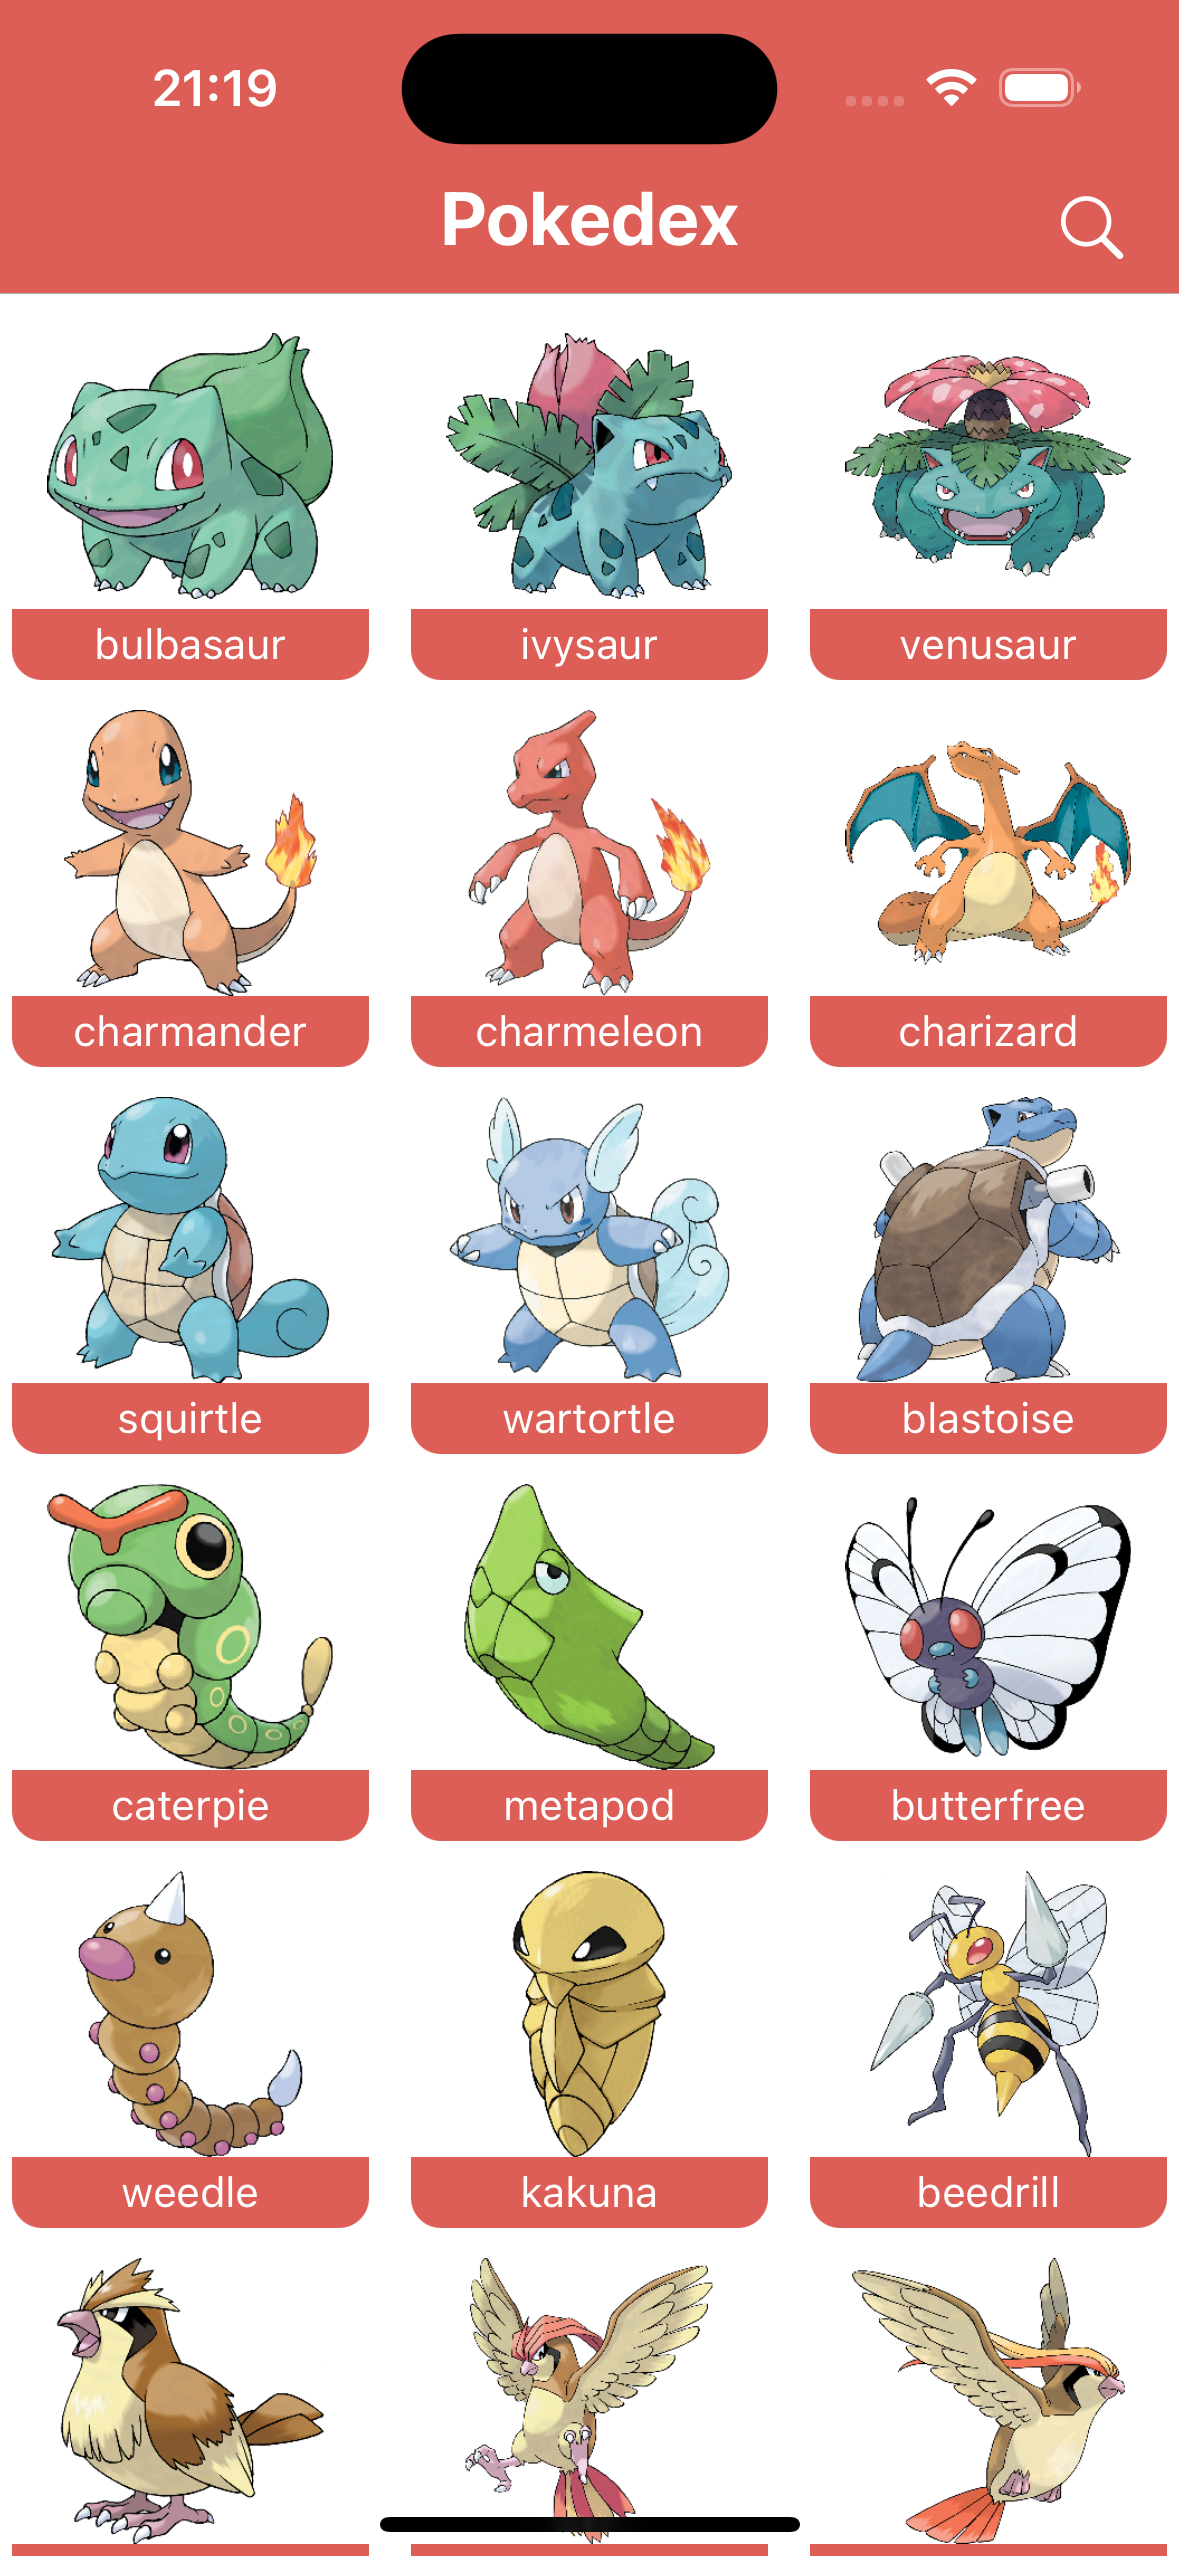 21:19
Pokedex
bulbasaur ivysaur venusaur
charmander charmeleon charizard
squirtle wartortle blastoise
caterpie metapod butterfree
weedle kakuna beedrill